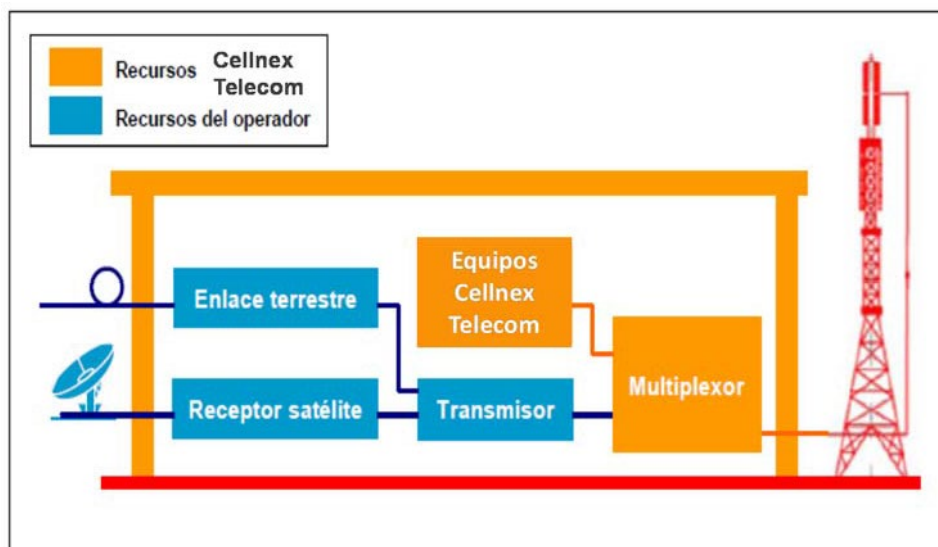 Recursos Cellnex
Telecom
Recursos del operador
Equipos
Cellnex
Telecom
Enlace terrestre
Multiplexor
Receptor satélite
Transmisor